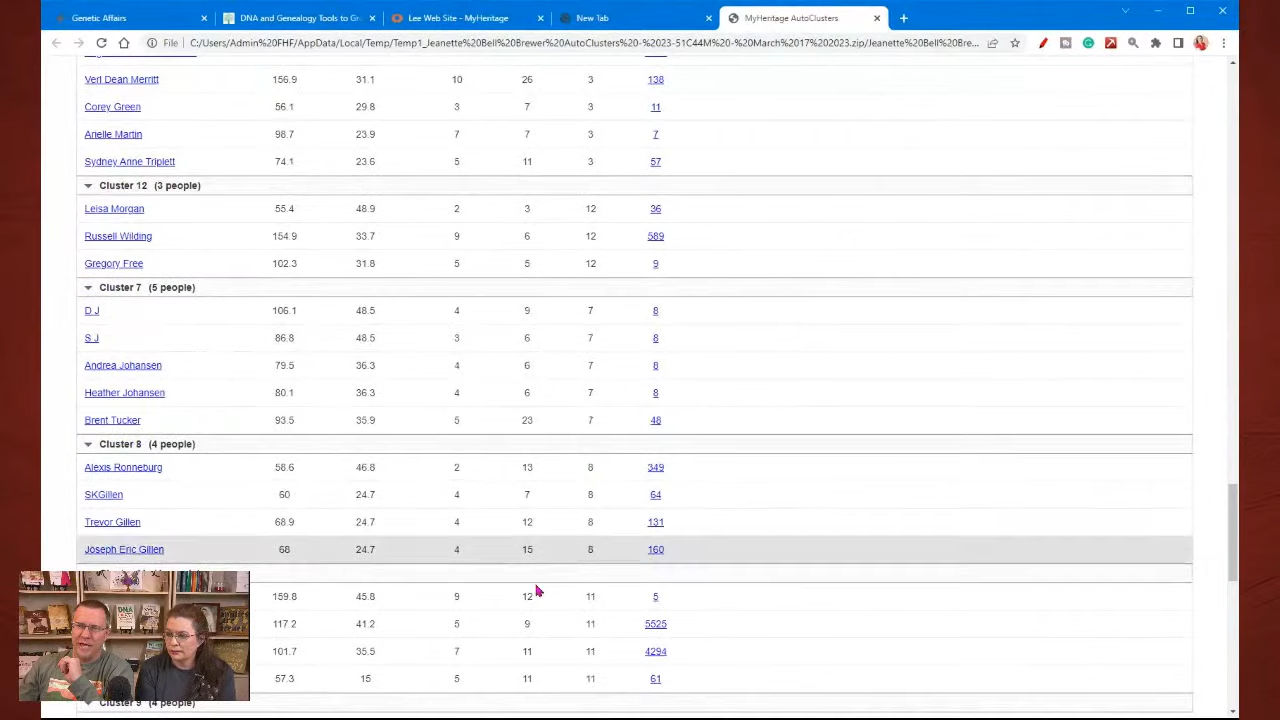 Genetic Affairs
DNA and Genealogy Tools to Gr
Lee Web Site - MyHeritage
New Tab
MyHeritage AutoClusters
File C:/Users/Admin%20FHF/AppData/Local/Temp/Temp1_Jeanette%20Bell%20Brewer%20AutoClusters%20-%2023-51C44M%20-%20March%2017%202023.zip/Jeanette%20Bell%20Bre...
Verl Dean Merritt 156.9 31.1 10 26 3 138
Corey Green 56.1 29.8 3 7 3 11
Arielle Martin 98.7 23.9 7 7 3 7
Sydney Anne Triplett 74.1 23.6 5 11 3 57
Cluster 12 (3 people)
Leisa Morgan 55.4 48.9 2 3 12 36
Russell Wilding 154.9 33.7 9 6 12 589
Gregory Free 102.3 31.8 5 5 12 9
Cluster 7 (5 people)
D J 106.1 48.5 4 9 7 8
S J 86.8 48.5 3 6 7 8
Andrea Johansen 79.5 36.3 4 6 7 8
Heather Johansen 80.1 36.3 4 6 7 8
Brent Tucker 93.5 35.9 5 23 7 48
Cluster 8 (4 people)
Alexis Ronneburg 58.6 46.8 2 13 8 349
SKGillen 60 24.7 4 7 8 64
Trevor Gillen 68.9 24.7 4 12 8 131
Joseph Eric Gillen 68 24.7 4 15 8 160
159.8 45.8 9 12 11 5
117.2 41.2 5 9 11 5525
101.7 35.5 7 11 11 4294
57.3 15 5 11 11 61
Cluster 9 (4 people)
DNA